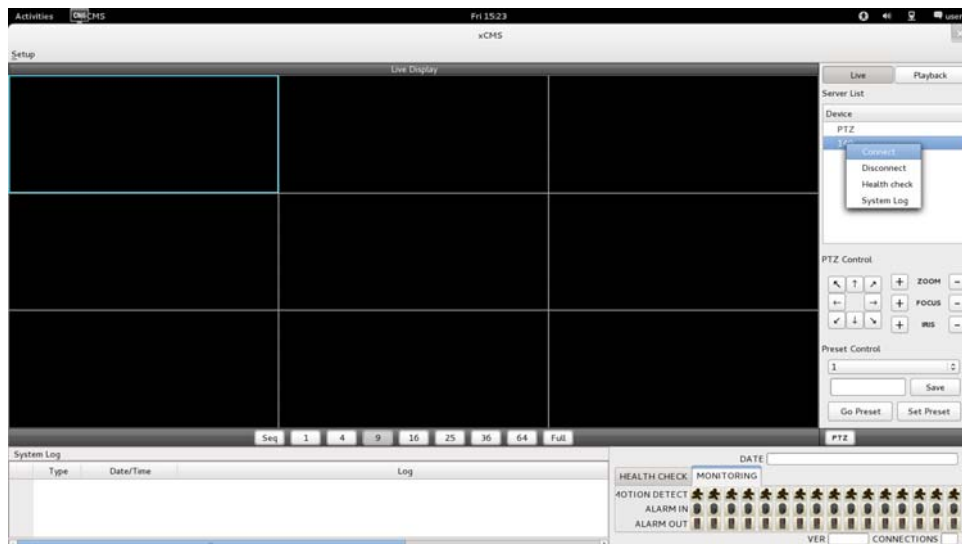 Activities CMS CMS Fri 15:23 user
xCMS
Setup
Live Display
Live Playback
Server List
Device
PTZ
Connect
Disconnect
Health check
System Log
PTZ Control
+ ZOOM -
+ FOCUS -
+ IRIS -
Preset Control
1
Save
Go Preset Set Preset
Seq 1 4 9 16 25 36 64 Full PTZ
System Log
Type Date/Time Log
DATE
HEALTH CHECK MONITORING
MOTION DETECT
ALARM IN
ALARM OUT
VER CONNECTIONS